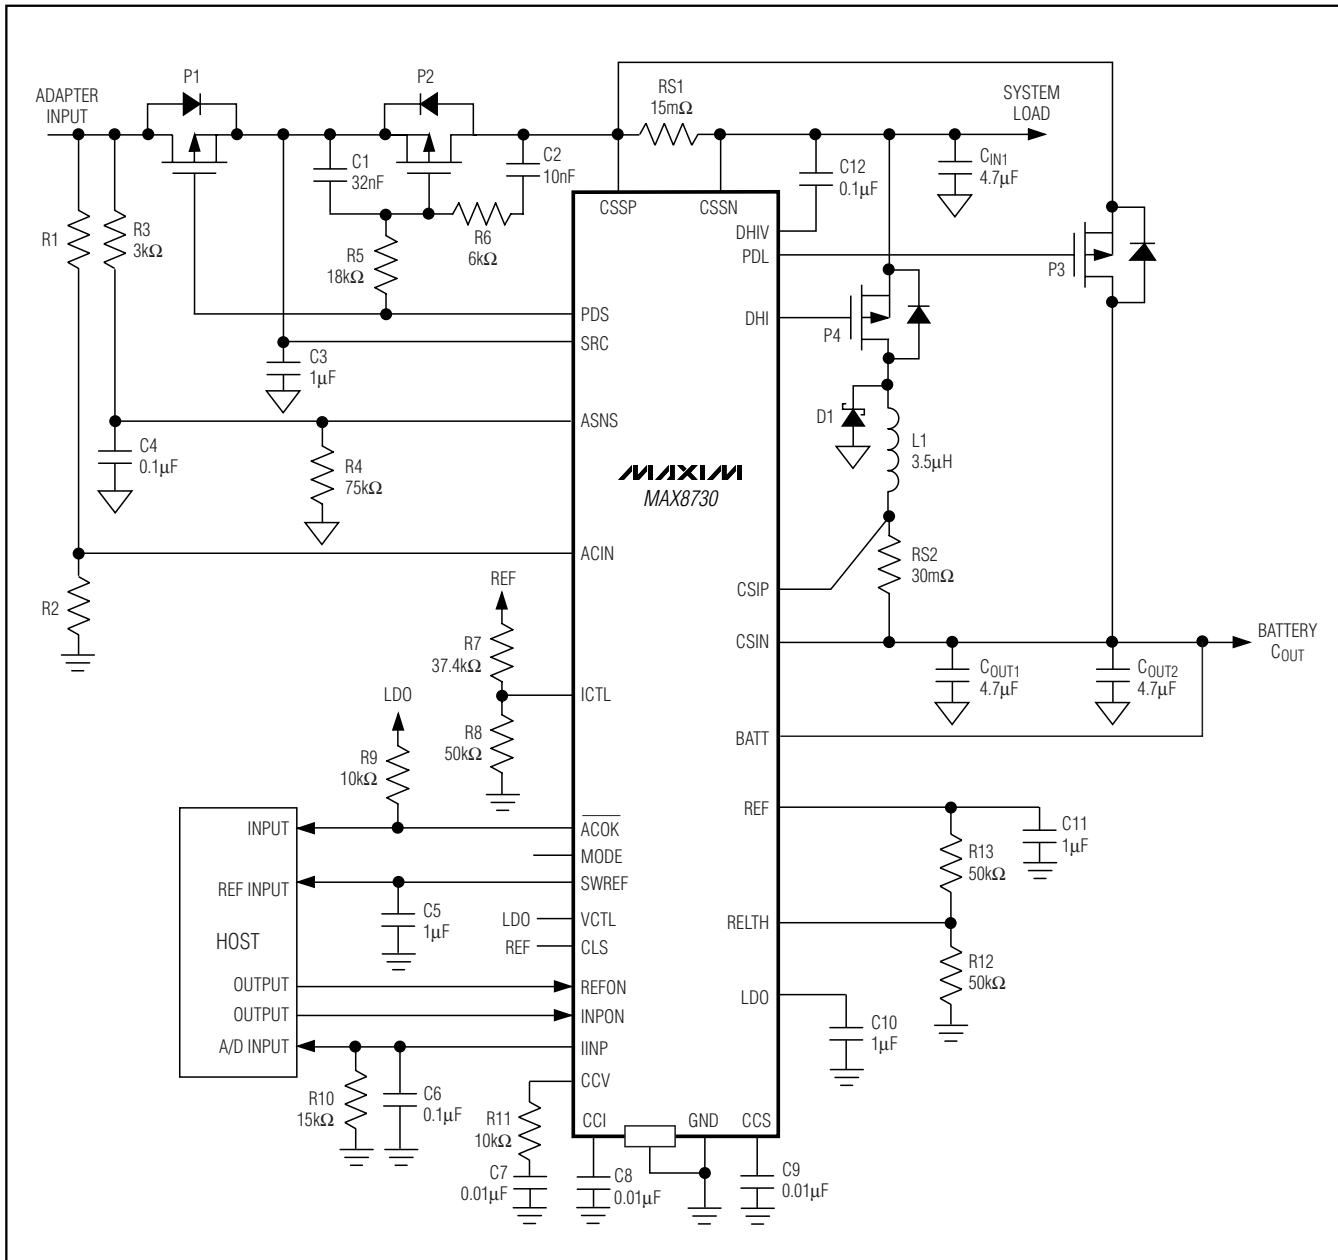 ADAPTER
INPUT
P1
P2
RS1
15mΩ
SYSTEM
LOAD
C1
32nF
C2
10nF
C12
0.1µF
CIN1
4.7µF
CSSP
CSSN
R1
R3
3kΩ
R5
18kΩ
R6
6kΩ
DHIV
PDL
P3
PDS
DHI
P4
SRC
C3
1µF
ASNS
D1
L1
3.5µH
C4
0.1µF
R4
75kΩ
MAXIM
MAX8730
ACIN
RS2
30mΩ
R2
REF
CSIP
R7
37.4kΩ
CSIN
BATTERY
COUT
COUT1
4.7µF
COUT2
4.7µF
LDO
ICTL
R8
50kΩ
BATT
R9
10kΩ
REF
C11
1µF
INPUT
ACOK
MODE
R13
50kΩ
REF INPUT
SWREF
C5
1µF
LDO
VCTL
RELTH
HOST
REF
CLS
R12
50kΩ
OUTPUT
REFON
LDO
OUTPUT
INPON
C10
1µF
A/D INPUT
IINP
R10
15kΩ
C6
0.1µF
CCV
R11
10kΩ
CCI
GND
CCS
C7
0.01µF
C8
0.01µF
C9
0.01µF